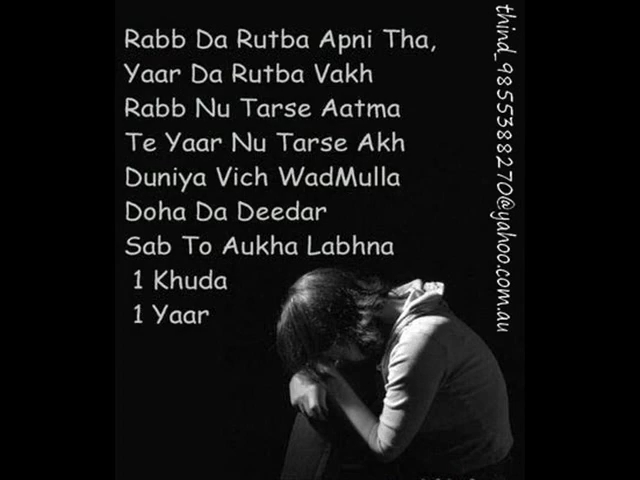 Rabb Da Rutba Apni Tha,
Yaar Da Rutba Vakh
Rabb Nu Tarse Aatma
Te Yaar Nu Tarse Akh
Duniya Vich WadMulla
Doha Da Deedar
Sab To Aukha Labhna
1 Khuda
1 Yaar
thind_9855388270@yahoo.com.au